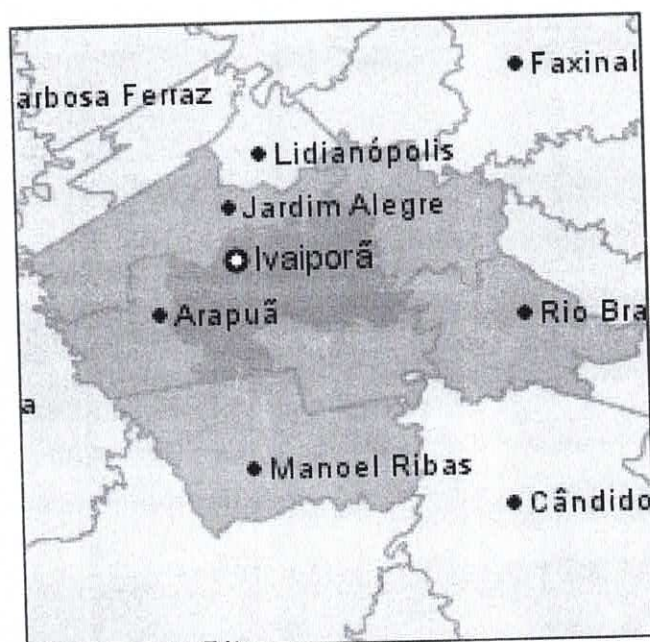 Faxinal
arbosa Ferraz
Lidianópolis
Jardim Alegre
Ivaiporã
Arapuã
Rio Bra
a
Manoel Ribas
Cândido